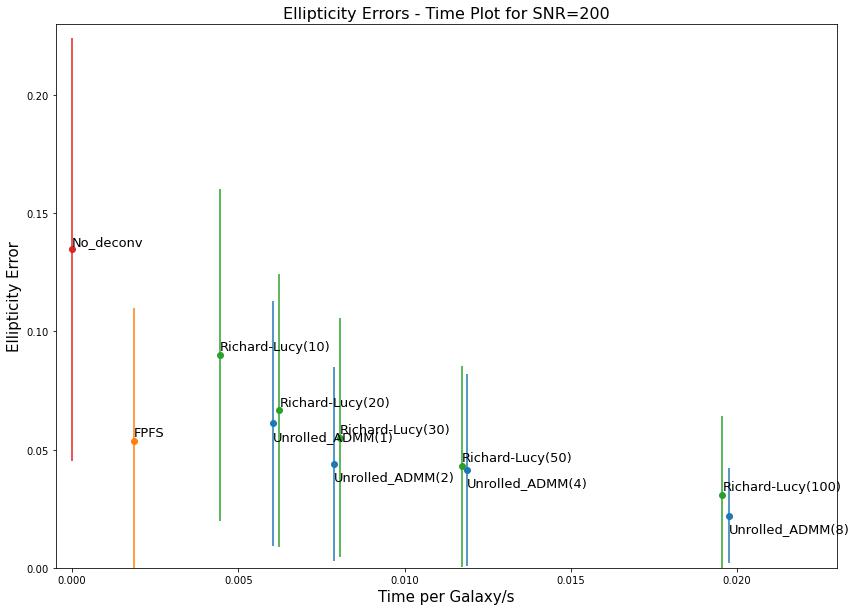 Ellipticity Errors - Time Plot for SNR=200
Ellipticity Error
0.20
0.15
0.10
0.05
0.00
No_deconv
FPFS
Richard-Lucy(10)
Richard-Lucy(20)
Unrolled_ADMM(1)
Richard-Lucy(30)
Unrolled_ADMM(2)
Richard-Lucy(50)
Unrolled_ADMM(4)
Richard-Lucy(100)
Unrolled_ADMM(8)
0.000 0.005 0.010 0.015 0.020
Time per Galaxy/s